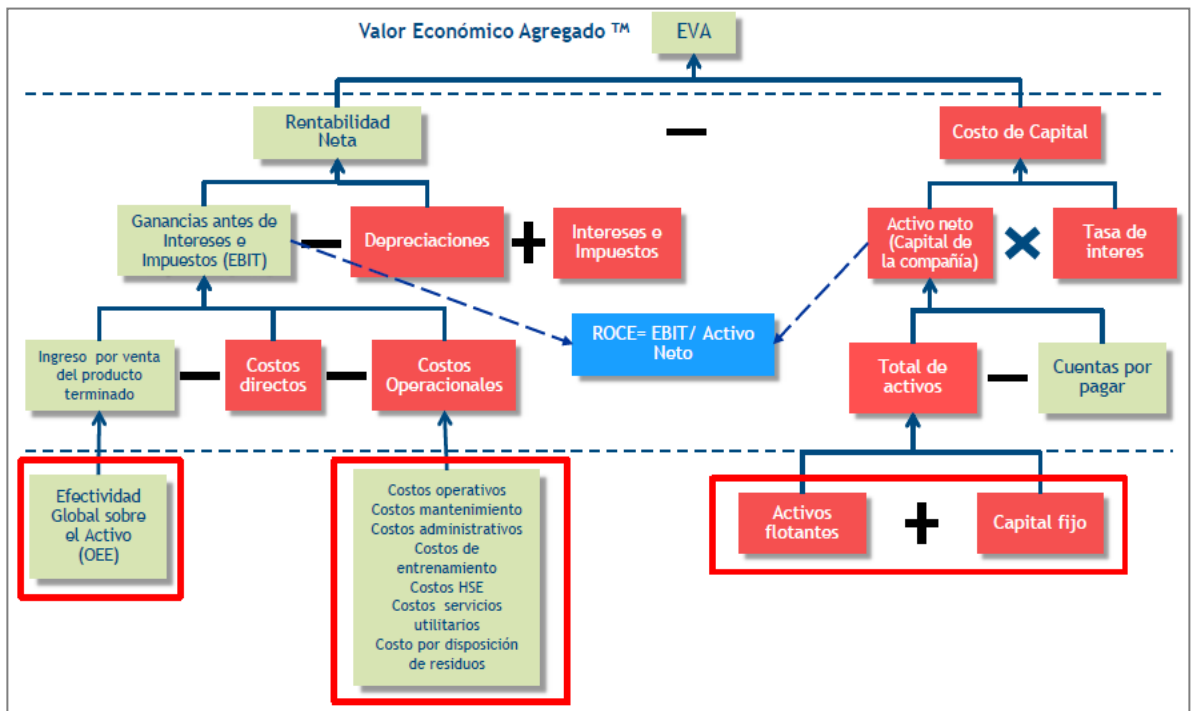 Valor Económico Agregado ™
EVA
Rentabilidad
Neta
—
Costo de Capital
Ganancias antes de
Intereses e
Impuestos (EBIT)
—
Depreciaciones
+
Intereses e
Impuestos
Activo neto
(Capital de
la compañía)
×
Tasa de
interes
ROCE= EBIT/ Activo
Neto
Ingreso por venta
del producto
terminado
—
Costos
directos
—
Costos
Operacionales
Total de
activos
—
Cuentas por
pagar
Efectividad
Global sobre
el Activo
(OEE)
Costos operativos
Costos mantenimiento
Costos administrativos
Costos de
entrenamiento
Costos HSE
Costos servicios
utilitarios
Costo por disposición
de residuos
Activos
flotantes
+
Capital fijo